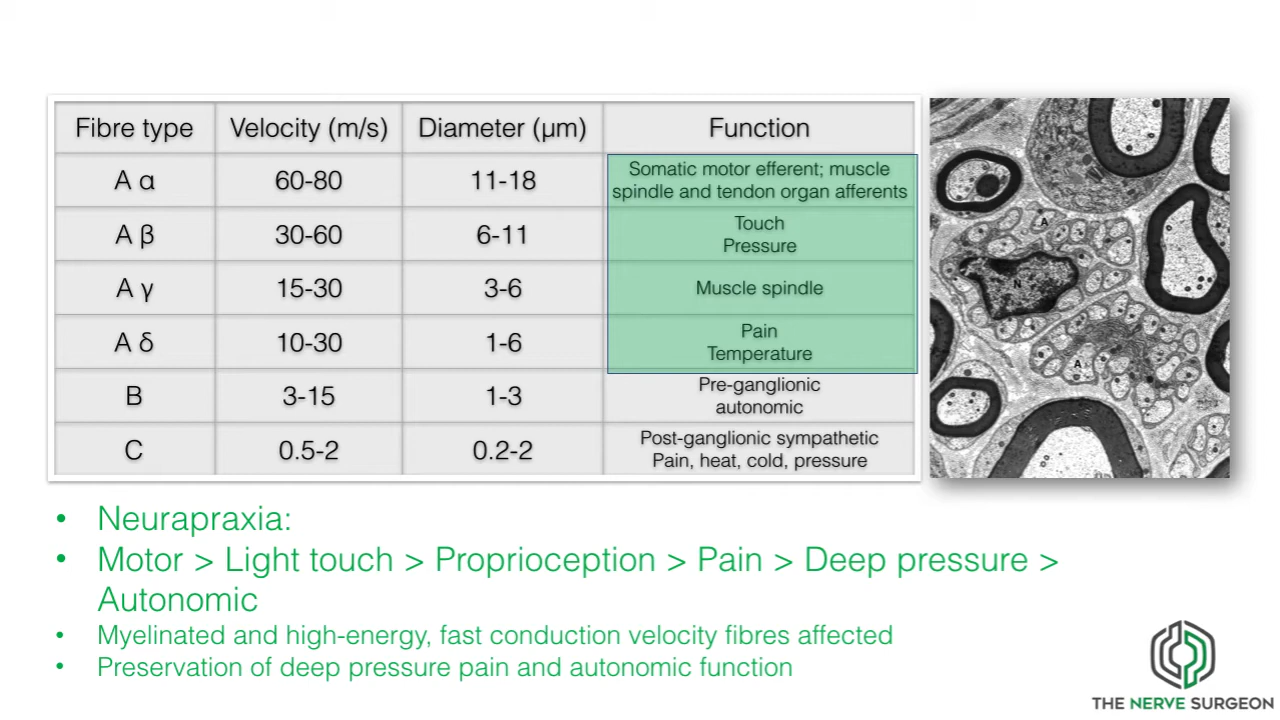 Fibre type Velocity (m/s) Diameter (µm) Function
A α 60-80 11-18 Somatic motor efferent; muscle
spindle and tendon organ afferents
A β 30-60 6-11 Touch
Pressure
A γ 15-30 3-6 Muscle spindle
A δ 10-30 1-6 Pain
Temperature
B 3-15 1-3 Pre-ganglionic
autonomic
C 0.5-2 0.2-2 Post-ganglionic sympathetic
Pain, heat, cold, pressure
A
N
A
• Neurapraxia:
• Motor > Light touch > Proprioception > Pain > Deep pressure >
Autonomic
• Myelinated and high-energy, fast conduction velocity fibres affected
• Preservation of deep pressure pain and autonomic function
THE NERVE SURGEON